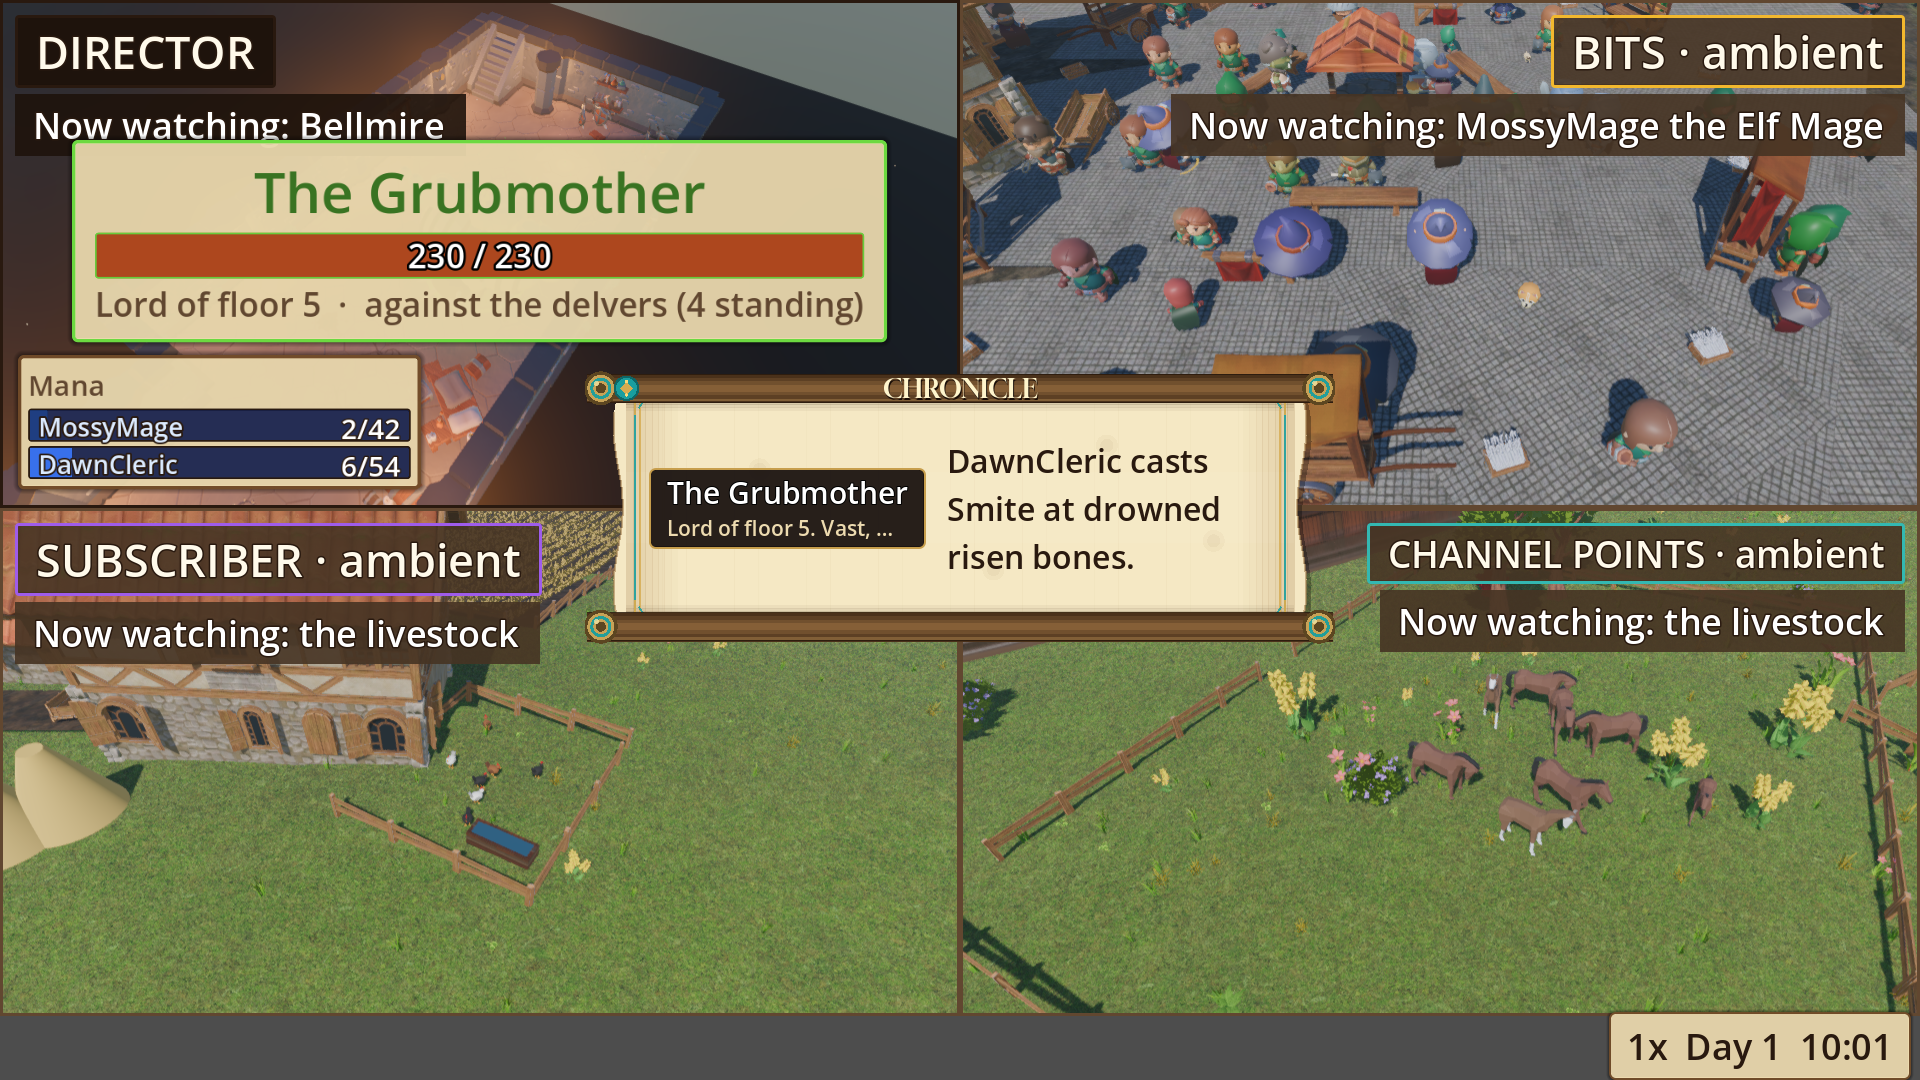 DIRECTOR
Now watching: Bellmire
The Grubmother
230 / 230
Lord of floor 5 · against the delvers (4 standing)
Mana
MossyMage 2/42
DawnCleric 6/54
BITS · ambient
Now watching: MossyMage the Elf Mage
CHRONICLE
The Grubmother
Lord of floor 5. Vast, ...
DawnCleric casts
Smite at drowned
risen bones.
SUBSCRIBER · ambient
Now watching: the livestock
CHANNEL POINTS · ambient
Now watching: the livestock
1x Day 1 10:01